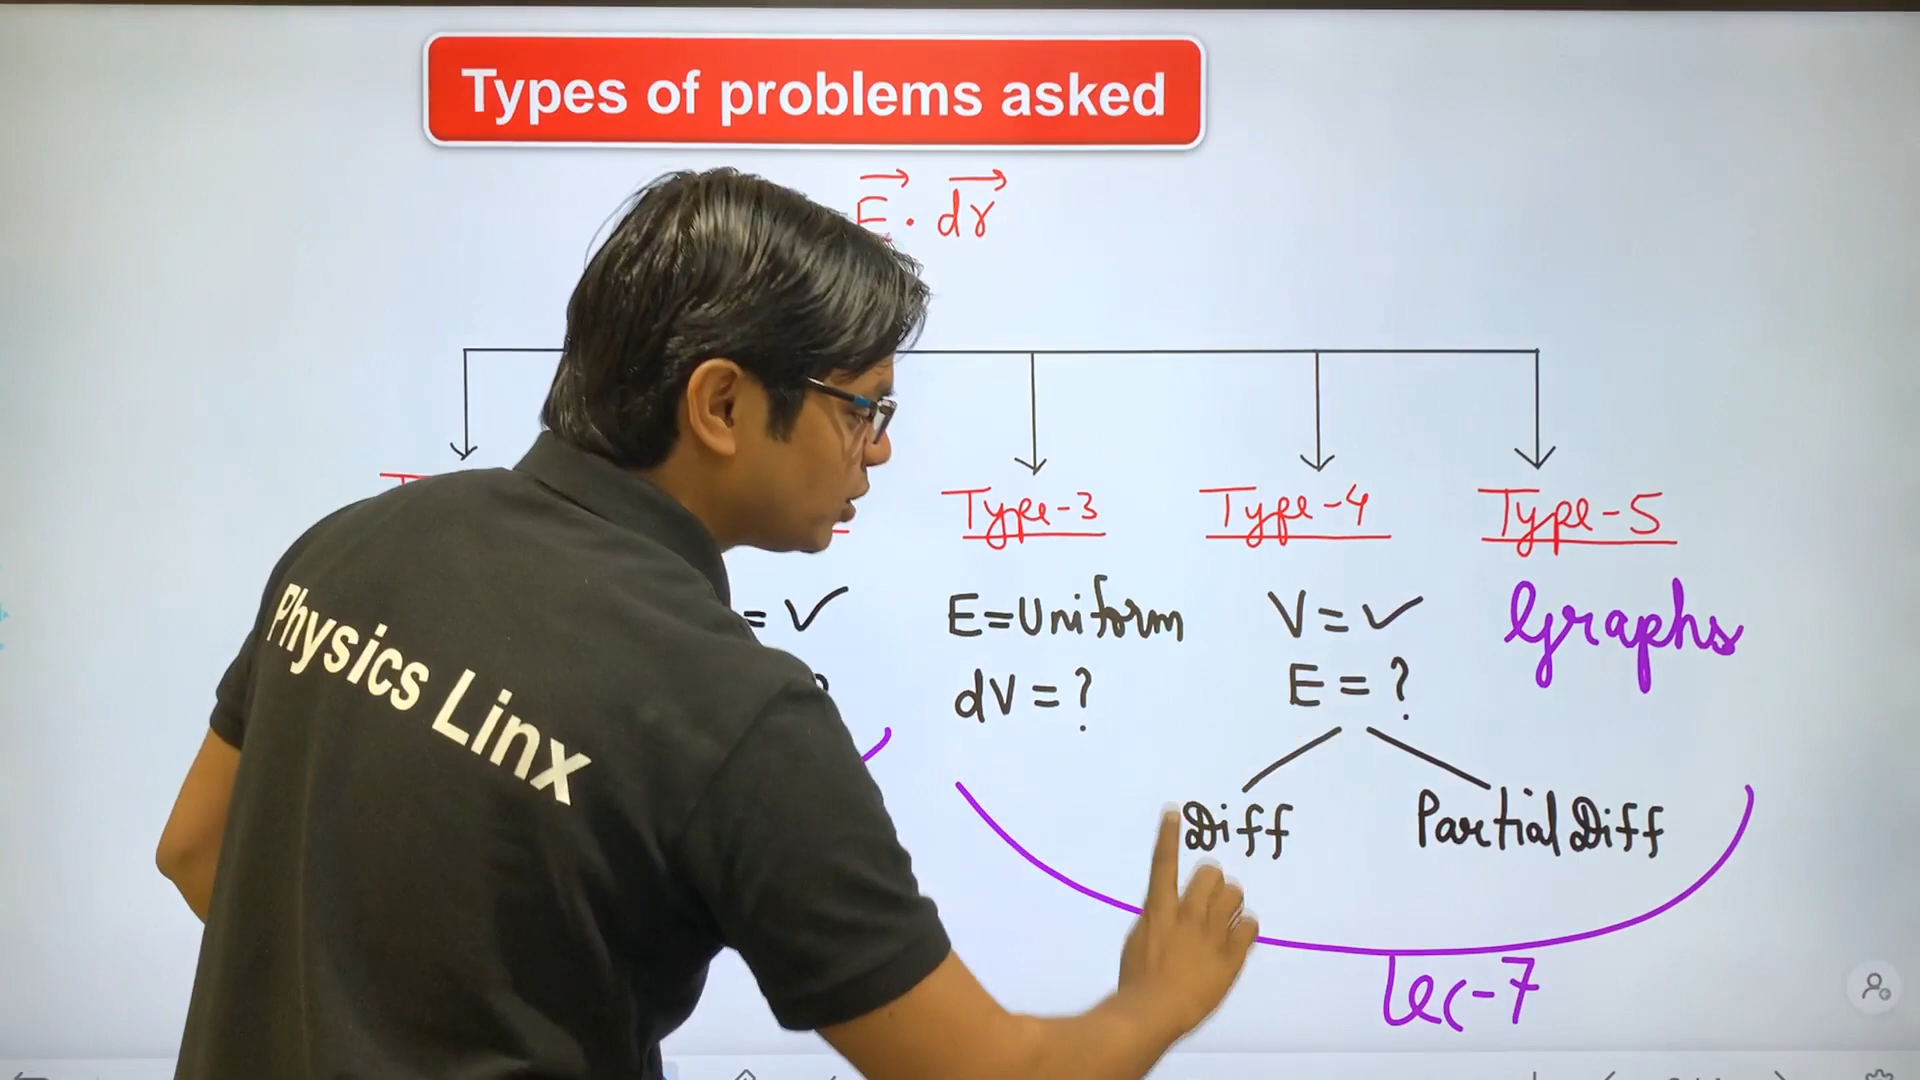 Types of problems asked
E . dr
Type-3
Type-4
Type-5
= ✓
E = Uniform
V = ✓
Graphs
dV = ?
E = ?
Diff
Partial Diff
Lec-7
Physics Linx